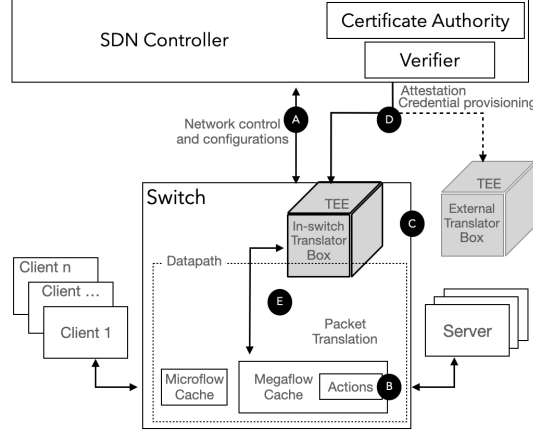 Certificate Authority
SDN Controller
Verifier
Attestation
Credential provisioning
A
D
Network control
and configurations
Switch
TEE
TEE
In-switch
Translator
Box
External
Translator
Box
C
Datapath
Client n
Client ...
Client 1
E
Packet
Translation
Server
Microflow
Cache
Megaflow
Cache
Actions
B